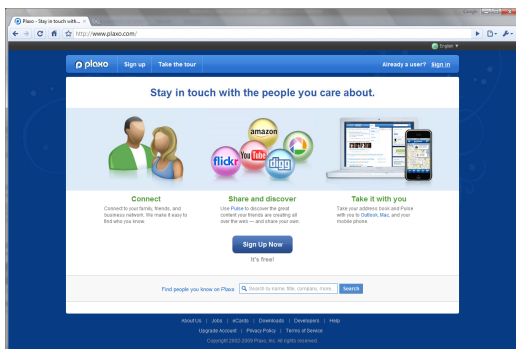 Plaxo - Stay in touch with...
http://www.plaxo.com/
English
plaxo
Sign up
Take the tour
Already a user? Sign in
Stay in touch with the people you care about.
amazon
flickr
You Tube
digg
Connect
Connect to your family, friends, and
business network. We make it easy to
find who you know.
Share and discover
Use Pulse to discover the great
content your friends are creating all
over the web — and share your own.
Take it with you
Take your address book and Pulse
with you to Outlook, Mac, and your
mobile phone.
Sign Up Now
It's free!
Find people you know on Plaxo
Search by name, title, company, more...
Search
About Us | Jobs | eCards | Downloads | Developers | Help
Upgrade Account | Privacy Policy | Terms of Service
Copyright 2002-2009 Plaxo, Inc. All rights reserved.